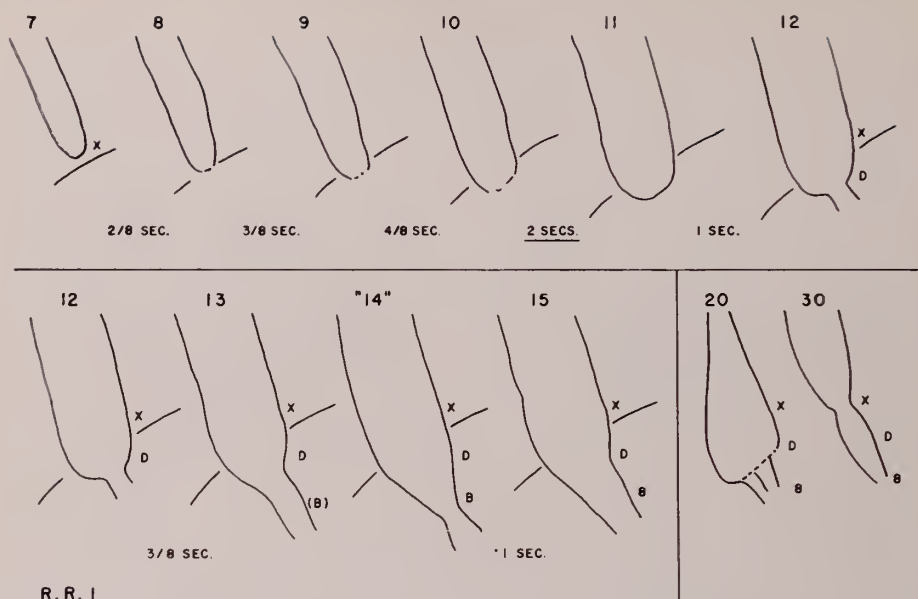 7 8 9 10 11 12
X X
D
2/8 SEC. 3/8 SEC. 4/8 SEC. 2 SECS. 1 SEC.
12 13 "14" 15 20 30
X X X X X X
D D D D D D
(B) B B B B
3/8 SEC. 1 SEC.
R.R.1